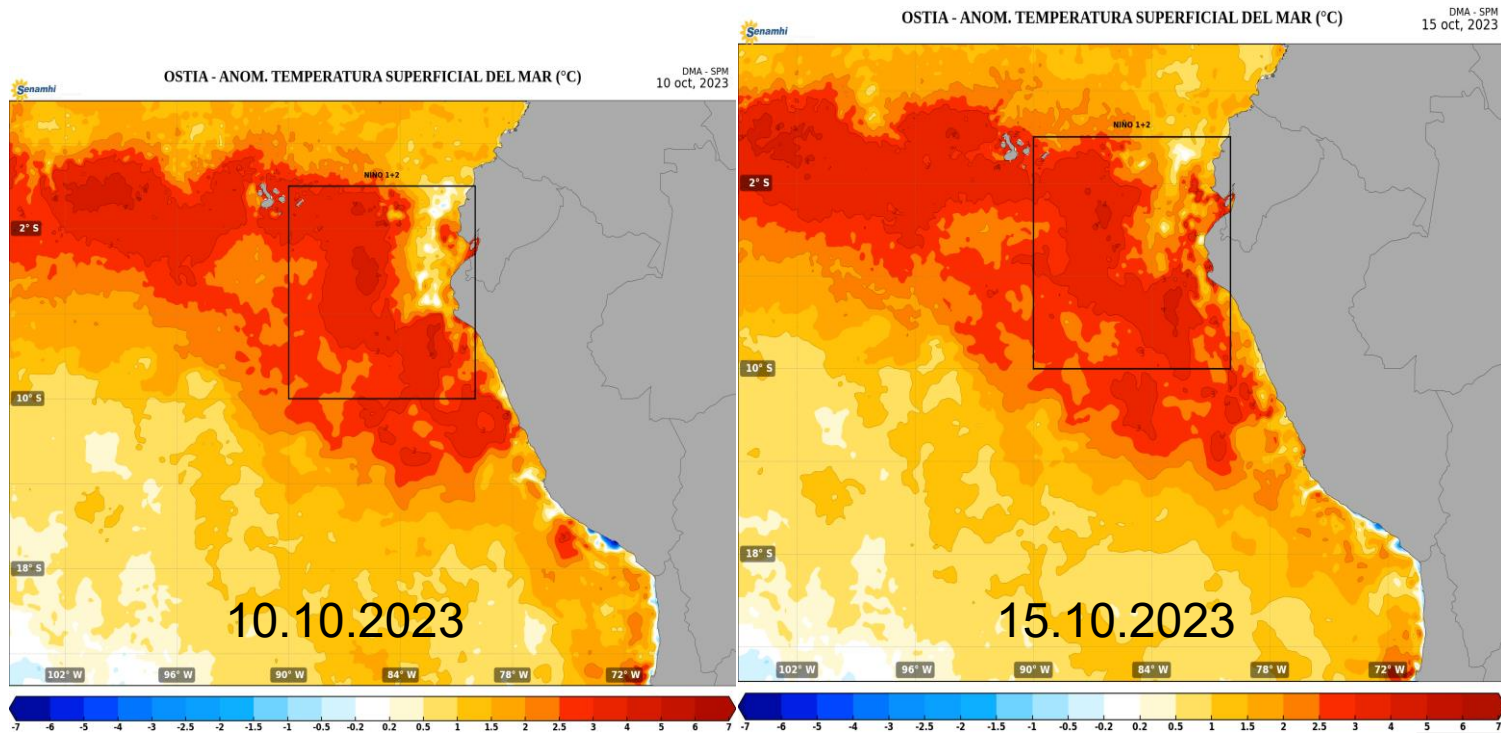 Senamhi
OSTIA - ANOM. TEMPERATURA SUPERFICIAL DEL MAR (°C)
DMA - SPM
10 oct, 2023
NIÑO 1+2
2° S
10° S
18° S
10.10.2023
102° W 96° W 90° W 84° W 78° W 72° W
-7 -6 -5 -4 -3 -2.5 -2 -1.5 -1 -0.5 -0.2 0.2 0.5 1 1.5 2 2.5 3 4 5 6 7
Senamhi
OSTIA - ANOM. TEMPERATURA SUPERFICIAL DEL MAR (°C)
DMA - SPM
15 oct, 2023
NIÑO 1+2
2° S
10° S
18° S
15.10.2023
102° W 96° W 90° W 84° W 78° W 72° W
-7 -6 -5 -4 -3 -2.5 -2 -1.5 -1 -0.5 -0.2 0.2 0.5 1 1.5 2 2.5 3 4 5 6 7